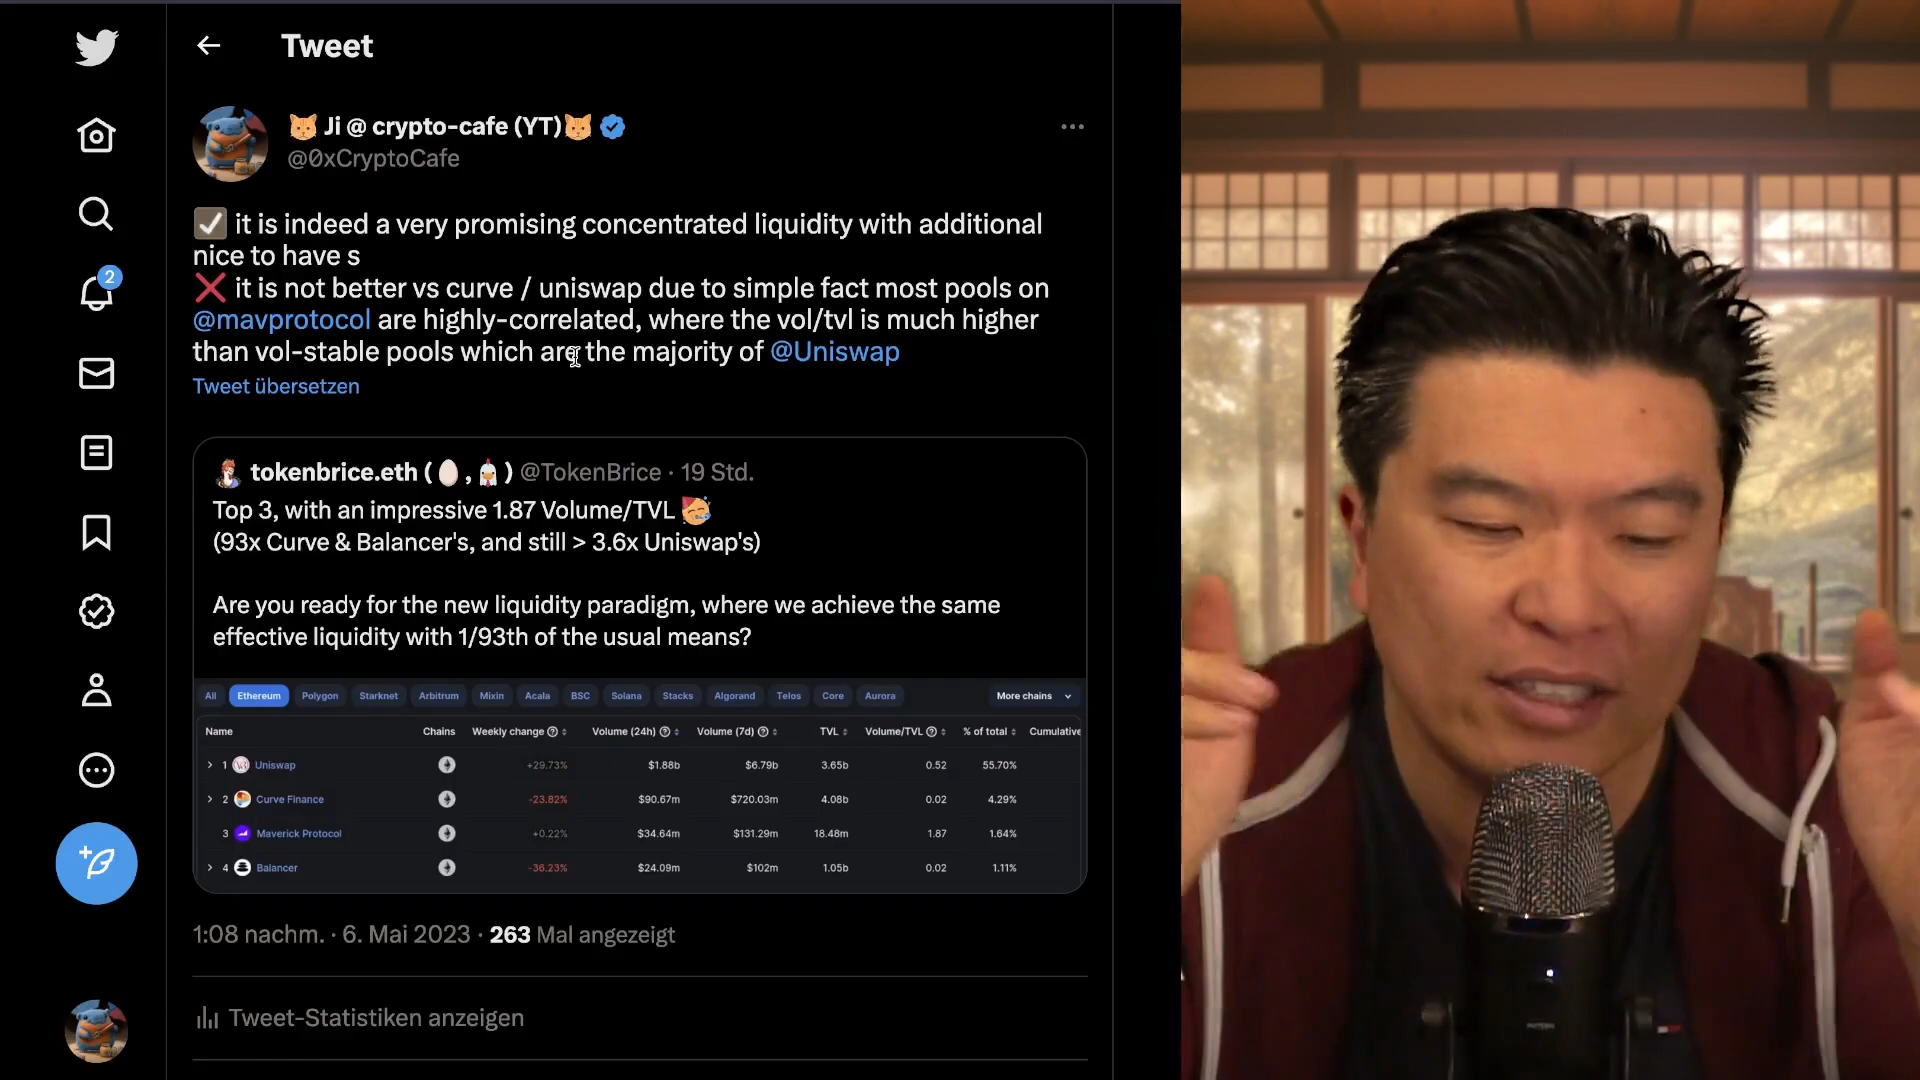 Tweet
🐱 Ji @ crypto-cafe (YT)🐱
@0xCryptoCafe
2
☑️ it is indeed a very promising concentrated liquidity with additional
nice to have s
❌ it is not better vs curve / uniswap due to simple fact most pools on
@mavprotocol are highly-correlated, where the vol/tvl is much higher
than vol-stable pools which are the majority of @Uniswap
Tweet übersetzen
tokenbrice.eth (🥚,🐔) @TokenBrice · 19 Std.
Top 3, with an impressive 1.87 Volume/TVL 🥳
(93x Curve & Balancer's, and still > 3.6x Uniswap's)
Are you ready for the new liquidity paradigm, where we achieve the same
effective liquidity with 1/93th of the usual means?
All Ethereum Polygon Starknet Arbitrum Mixin Acala BSC Solana Stacks Algorand Telos Core Aurora More chains
Name Chains Weekly change Volume (24h) Volume (7d) TVL Volume/TVL % of total Cumulative
1 Uniswap +29.73% $1.88b $6.79b 3.65b 0.52 55.70%
2 Curve Finance -23.82% $90.67m $720.03m 4.08b 0.02 4.29%
3 Maverick Protocol +0.22% $34.64m $131.29m 18.48m 1.87 1.64%
4 Balancer -36.23% $24.09m $102m 1.05b 0.02 1.11%
1:08 nachm. · 6. Mai 2023 · 263 Mal angezeigt
Tweet-Statistiken anzeigen